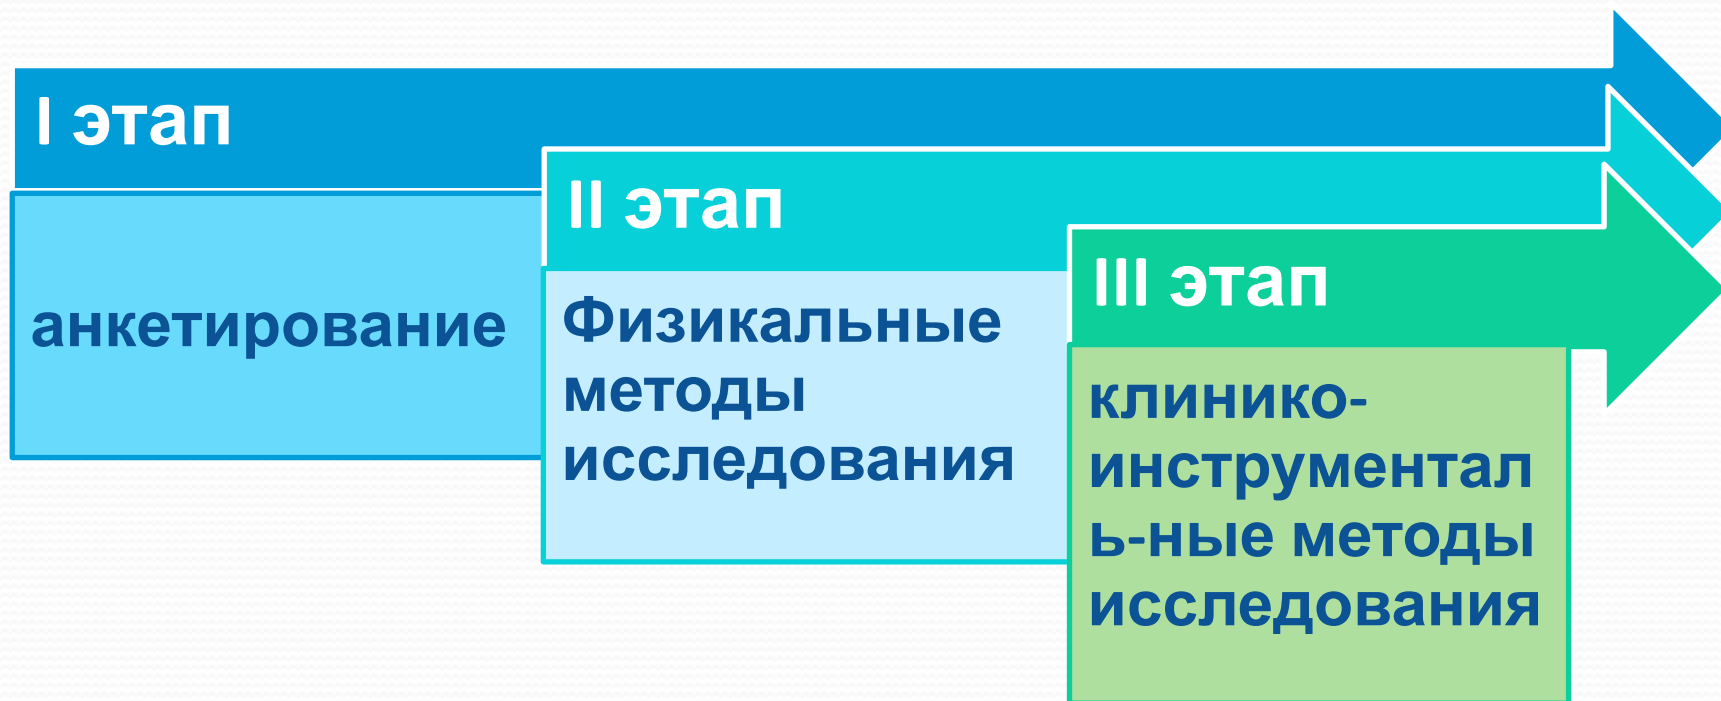 I этап
анкетирование
II этап
Физикальные
методы
исследования
III этап
клинико-
инструментал
ь-ные методы
исследования